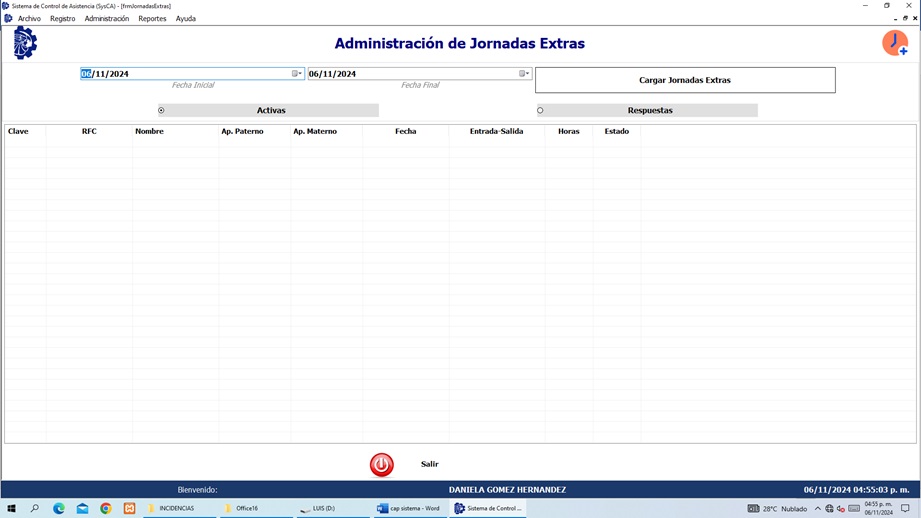 Sistema de Control de Asistencia (SysCA) - [frmJornadasExtras]
Archivo Registro Administración Reportes Ayuda
Administración de Jornadas Extras
06/11/2024 06/11/2024 Cargar Jornadas Extras
Fecha Inicial Fecha Final
Activas Respuestas
Clave RFC Nombre Ap. Paterno Ap. Materno Fecha Entrada-Salida Horas Estado
Salir
Bienvenido: DANIELA GOMEZ HERNANDEZ 06/11/2024 04:55:03 p. m.
INCIDENCIAS Office16 LUIS (D:) cap sistema - Word Sistema de Control ... 28°C Nublado 04:55 p. m.
06/11/2024